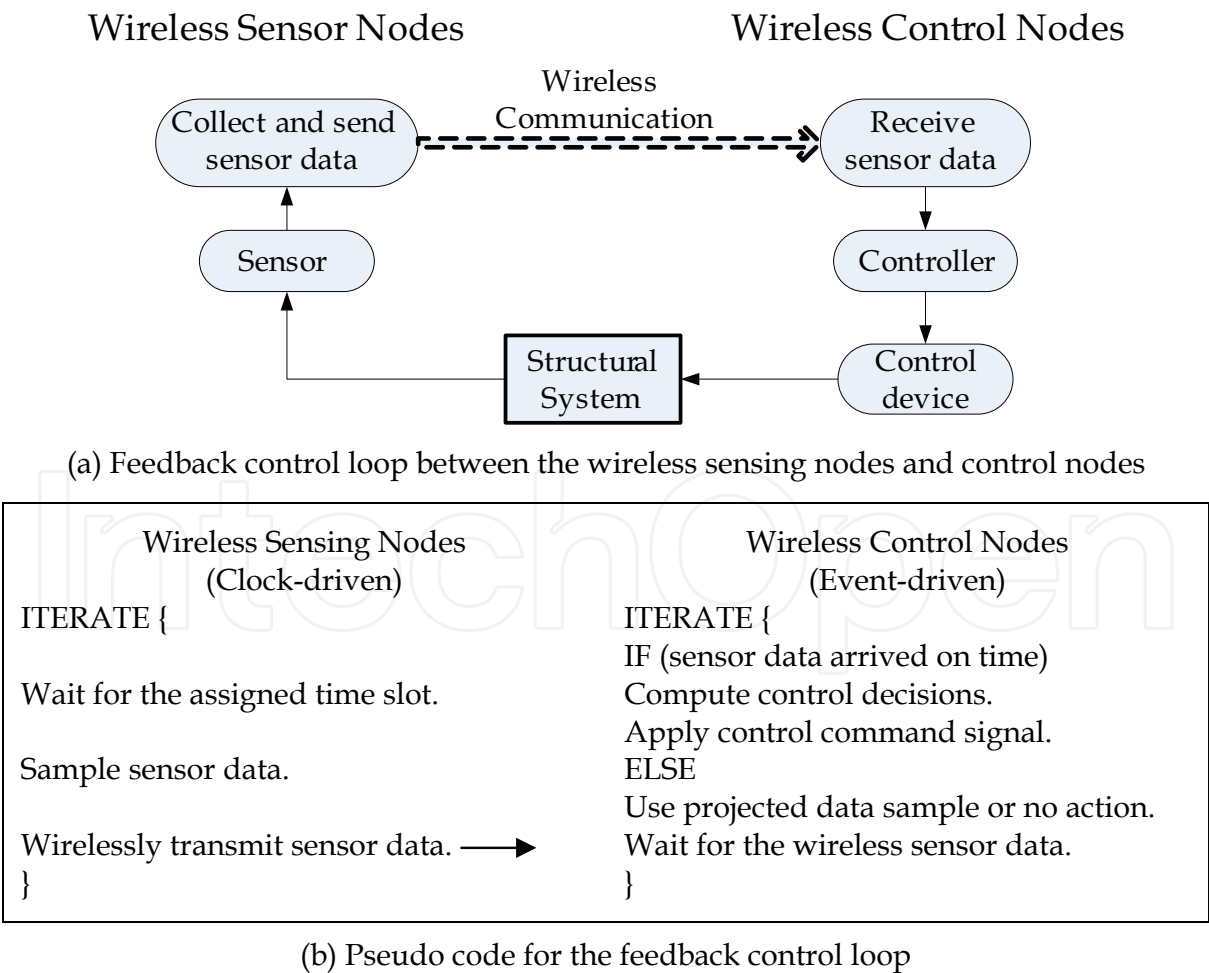 Wireless Sensor Nodes
Wireless Control Nodes
Wireless
Communication
Collect and send
sensor data
Receive
sensor data
Sensor
Controller
Structural
System
Control
device
(a) Feedback control loop between the wireless sensing nodes and control nodes
IntechOpen
Wireless Sensing Nodes
(Clock-driven)
ITERATE {
Wait for the assigned time slot.
Sample sensor data.
Wirelessly transmit sensor data.
}
Wireless Control Nodes
(Event-driven)
ITERATE {
IF (sensor data arrived on time)
Compute control decisions.
Apply control command signal.
ELSE
Use projected data sample or no action.
Wait for the wireless sensor data.
}
(b) Pseudo code for the feedback control loop